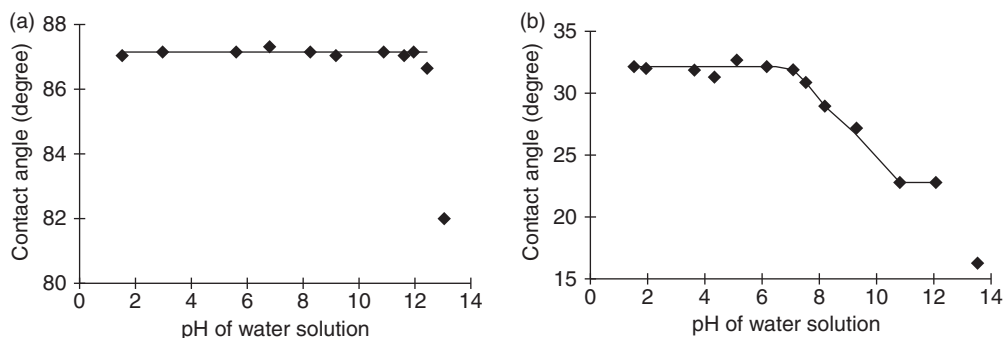 (a)
88
86
84
82
80
Contact angle (degree)
0 2 4 6 8 10 12 14
pH of water solution
(b)
35
30
25
20
15
Contact angle (degree)
0 2 4 6 8 10 12 14
pH of water solution